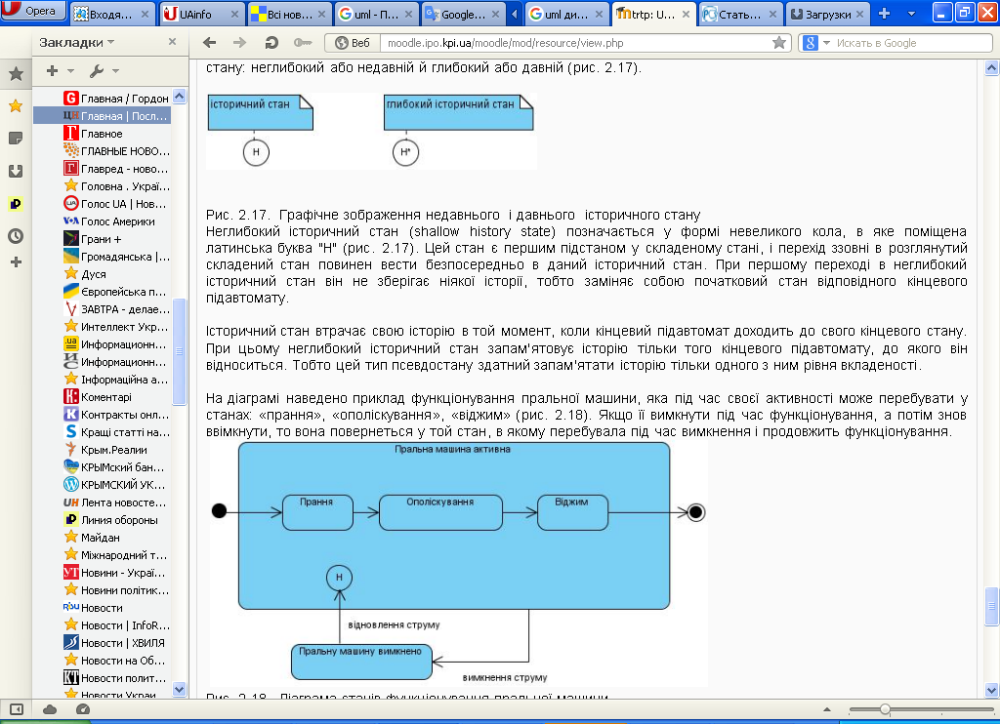 Opera
Входя...
UAinfo
Всі нов...
uml - П...
Google...
uml ди...
trtp: U...
Стать...
Загрузки
Закладки
Веб
moodle.ipo.kpi.ua/moodle/mod/resource/view.php
Искать в Google
Главная / Гордон
Главная | Посл...
Главное
ГЛАВНЫЕ НОВО...
Главред - ново...
Головна . Украї...
Голос UA | Нов...
Голос Америки
Грани +
Громадянська |...
Дуся
Європейська п...
ЗАВТРА - делае...
Интеллект Укр...
Информационн...
Информационн...
Інформаційна а...
Коментарі
Контракты онл...
Кращі статті на...
Крым.Реалии
КРЫМский бан...
КРЫМСКИЙ УК...
Лента новосте...
Линия обороны
Майдан
Міжнародний т...
Новини - Украї...
Новини політик...
Новости
Новости | InfoR...
Новости | ХВИЛЯ
Новости на Об...
Новости полит...
Новости Украи...
стану: неглибокий або недавній й глибокий або давній (рис. 2.17).
історичний стан
глибокий історичний стан
H
H*
Рис. 2.17. Графічне зображення недавнього і давнього історичного стану
Неглибокий історичний стан (shallow history state) позначається у формі невеликого кола, в яке поміщена
латинська буква "H" (рис. 2.17). Цей стан є першим підстаном у складеному стані, і перехід ззовні в розглянутий
складений стан повинен вести безпосередньо в даний історичний стан. При першому переході в неглибокий
історичний стан він не зберігає ніякої історії, тобто заміняє собою початковий стан відповідного кінцевого
підавтомату.
Історичний стан втрачає свою історію в той момент, коли кінцевий підавтомат доходить до свого кінцевого стану.
При цьому неглибокий історичний стан запам'ятовує історію тільки того кінцевого підавтомату, до якого він
відноситься. Тобто цей тип псевдостану здатний запам'ятати історію тільки одного з ним рівня вкладеності.
На діаграмі наведено приклад функціонування пральної машини, яка під час своєї активності може перебувати у
станах: «прання», «ополіскування», «віджим» (рис. 2.18). Якщо її вимкнути під час функціонування, а потім знов
ввімкнути, то вона повернеться у той стан, в якому перебувала під час вимкнення і продовжить функціонування.
Пральна машина активна
Прання
Ополіскування
Віджим
H
відновлення струму
Пральну машину вимкнено
вимкнення струму
Рис. 2.18. Діаграма станів функціонування пральної машини